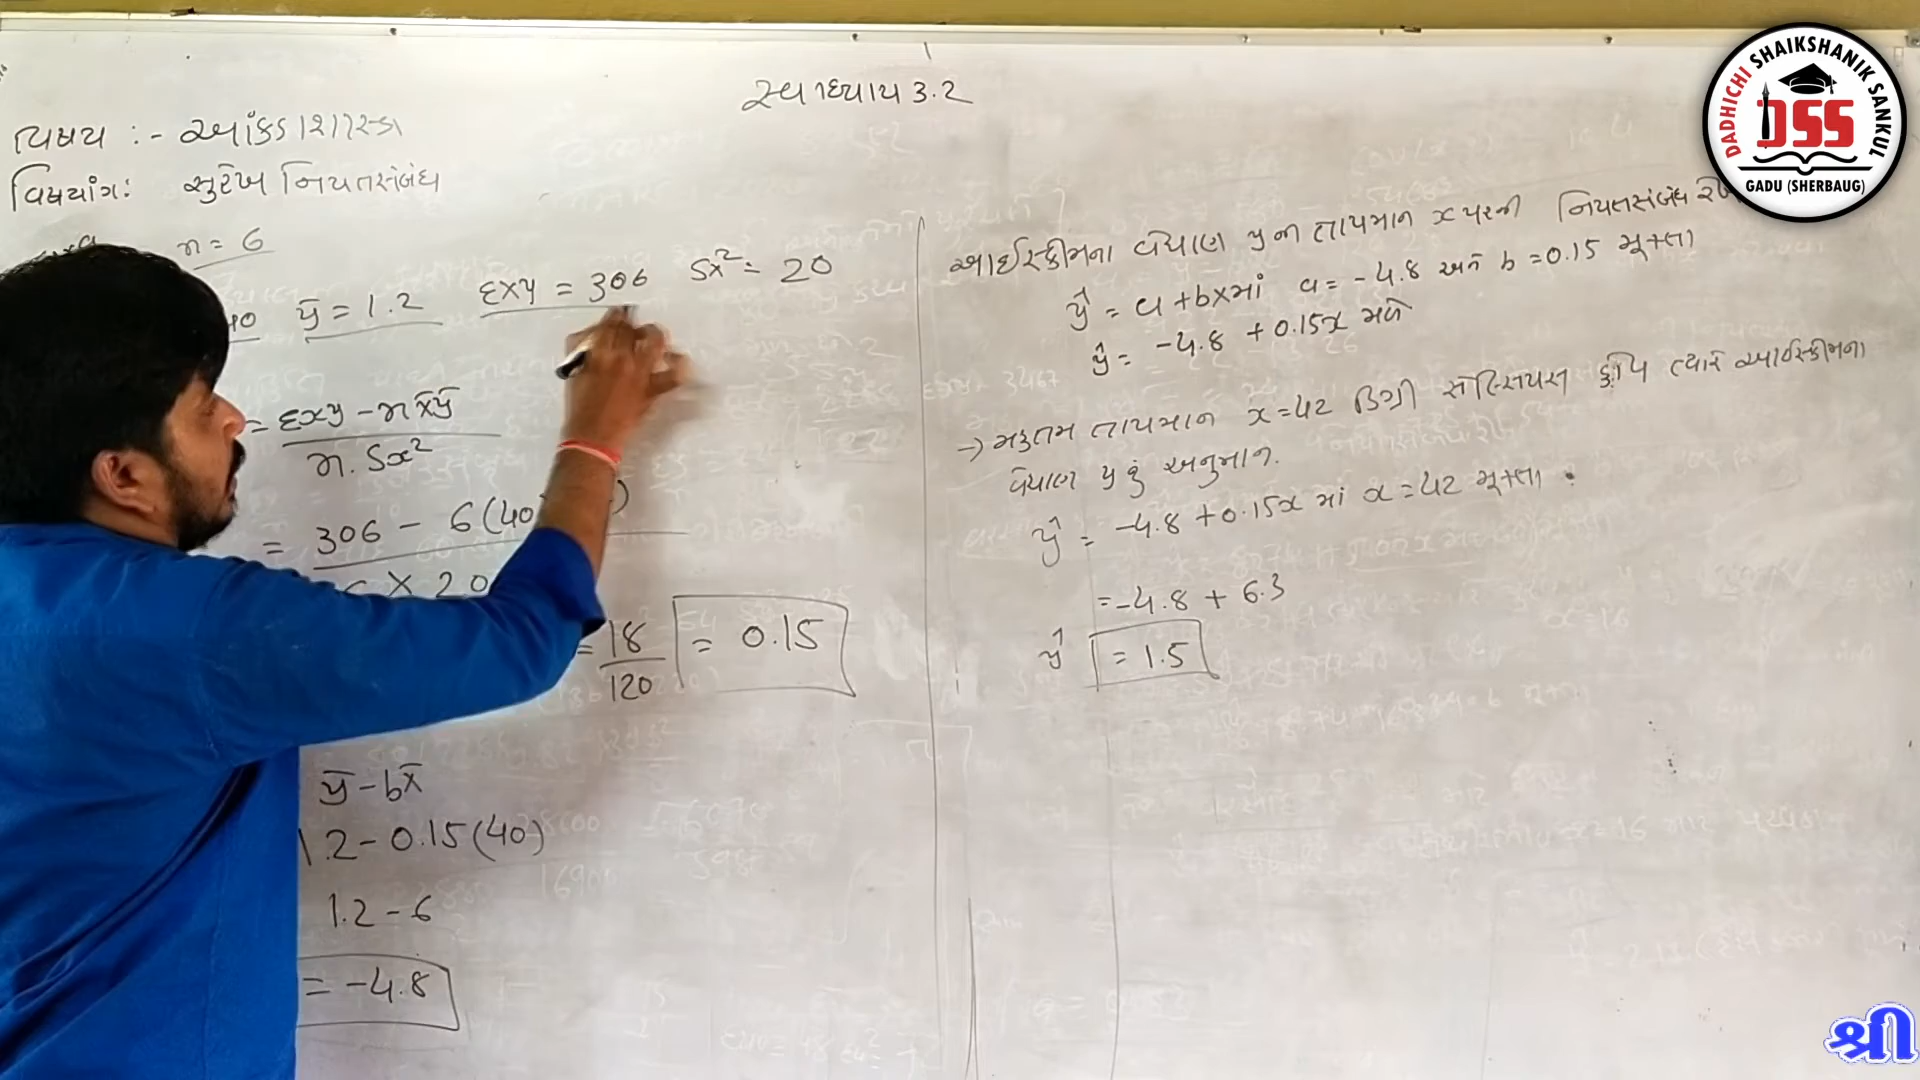 સ્વાધ્યાય 3.2
વિષય :- આંકડાશાસ્ત્ર
વિષયાંગ: સુરેખ નિયતસંબંધ
n = 6
40 ȳ = 1.2 Σxy = 306 Sx² = 20
= Σxy - n x̄ȳ
n. Sx²
= 306 - 6(40
6 × 20
= 18
120
= 0.15
ȳ - bx̄
1.2 - 0.15(40)
1.2 - 6
= -4.8
આઈસ્ક્રીમના વેચાણ y ની તાપમાન x પરની નિયતસંબંધ
ŷ = a + bx માં a = -4.8 અને b = 0.15 મૂકતા
ŷ = -4.8 + 0.15x મળે
→ મહત્તમ તાપમાન x = 42 ડિગ્રી સેલ્સિયસ હોય ત્યારે આઈસ્ક્રીમના
વેચાણ y નું અનુમાન.
ŷ = -4.8 + 0.15x માં x = 42 મૂકતા
= -4.8 + 6.3
ŷ = 1.5
DADHICHI SHAIKSHANIK SANKUL
DSS
GADU (SHERBAUG)
શ્રી